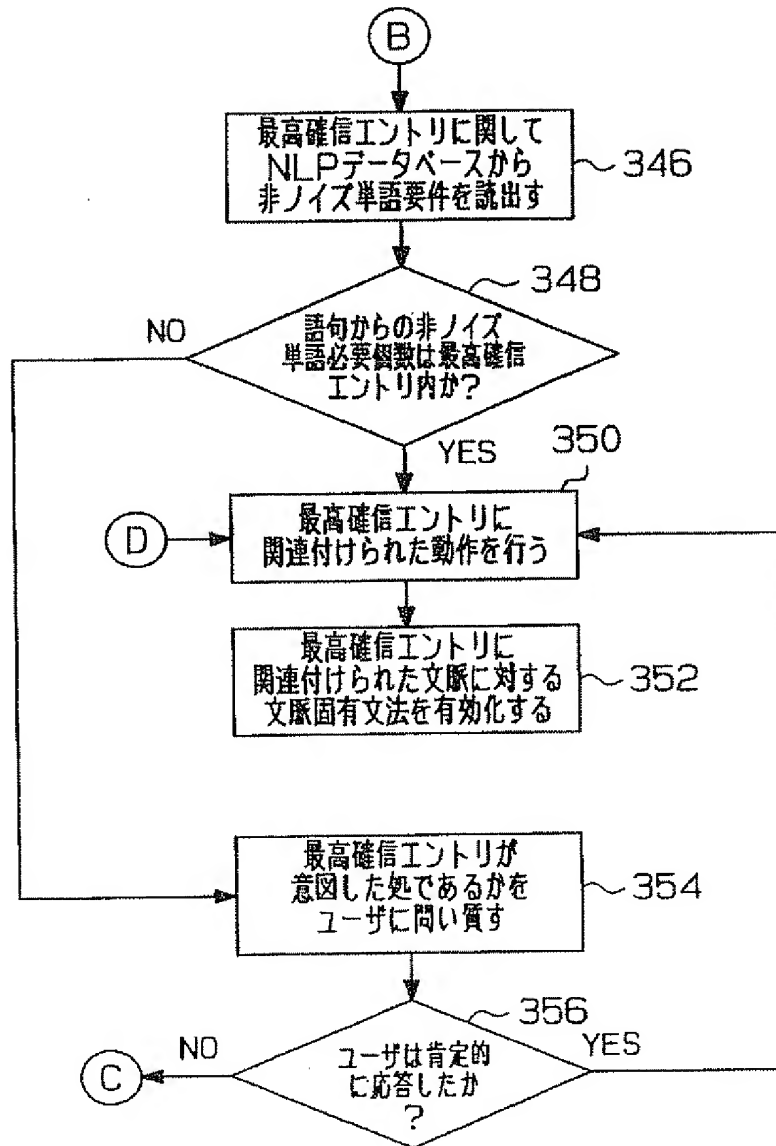 B
最高確信エントリに関して
NLPデータベースから
非ノイズ単語要件を読出す
346
348
NO
語句からの非ノイズ
単語必要個数は最高確信
エントリ内か?
YES
350
D
最高確信エントリに
関連付けられた動作を行う
最高確信エントリに
関連付けられた文脈に対する
文脈固有文法を有効化する
352
最高確信エントリが
意図した処であるかを
ユーザに問い質す
354
356
NO
YES
C
ユーザは肯定的
に応答したか
?